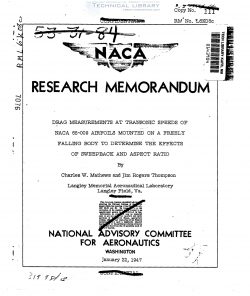 TECHNICAL LIBRARY
Copy No. 111
RM No. L6K08c
53-31-84
NACA
RESEARCH MEMORANDUM
DRAG MEASUREMENTS AT TRANSONIC SPEEDS OF
NACA 65-009 AIRFOILS MOUNTED ON A FREELY
FALLING BODY TO DETERMINE THE EFFECTS
OF SWEEPBACK AND ASPECT RATIO
By
Charles W. Mathews and Jim Rogers Thompson
Langley Memorial Aeronautical Laboratory
Langley Field, Va.
NATIONAL ADVISORY COMMITTEE
FOR AERONAUTICS
WASHINGTON
January 22, 1947